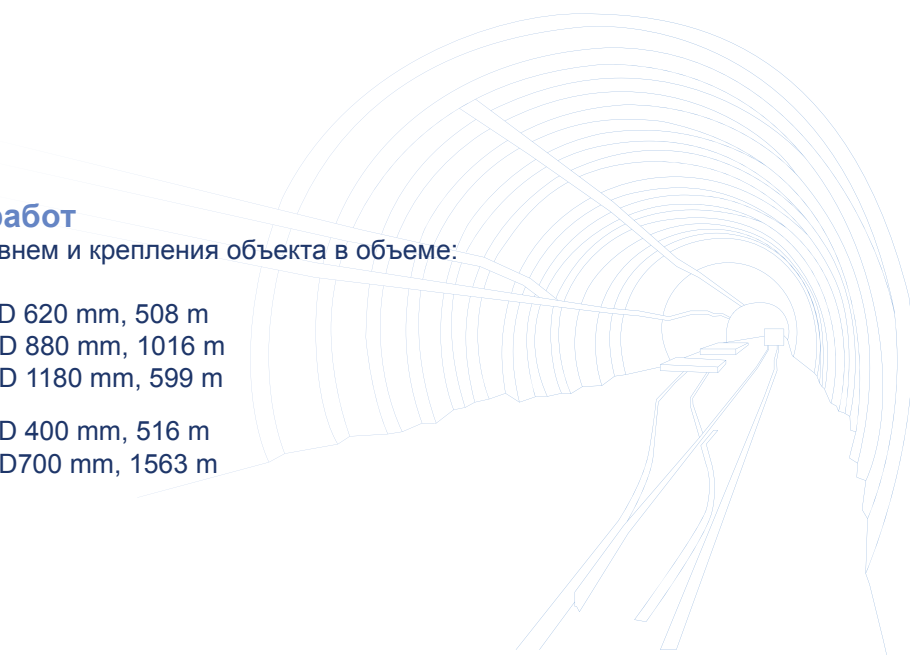 работ
внем и крепления объекта в объеме:
D 620 mm, 508 m
D 880 mm, 1016 m
D 1180 mm, 599 m
D 400 mm, 516 m
D700 mm, 1563 m